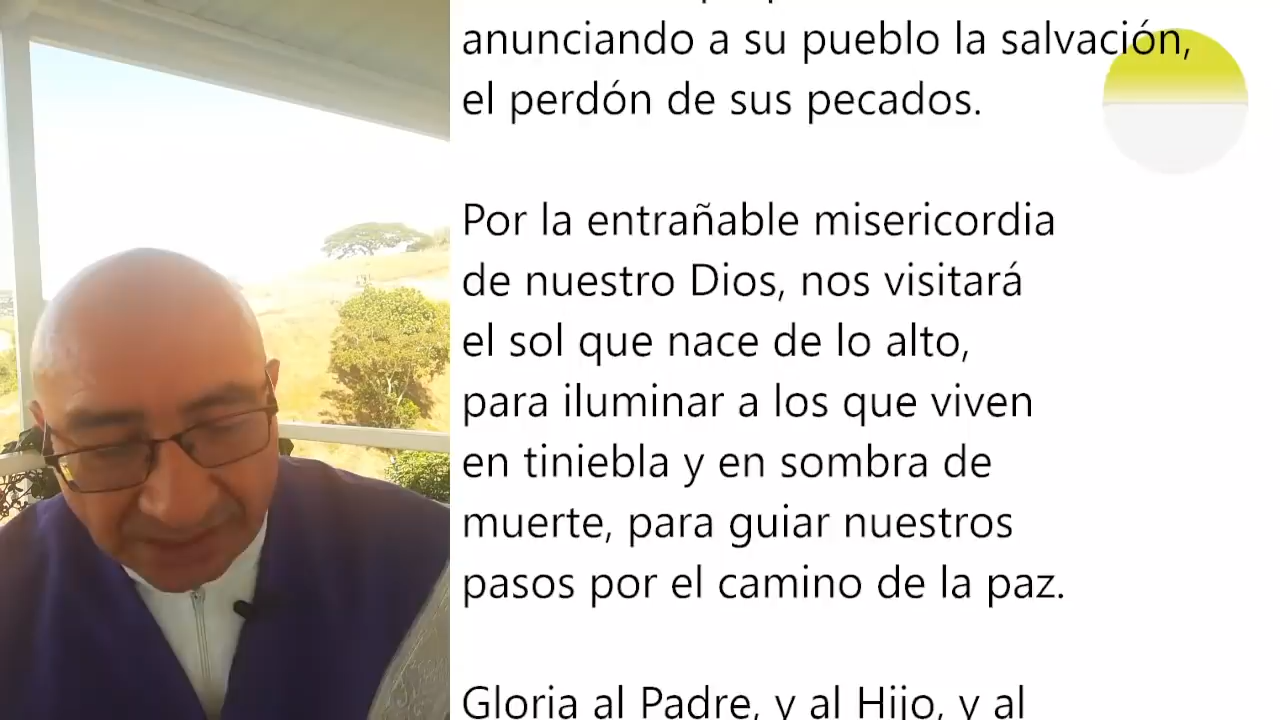 anunciando a su pueblo la salvación,
el perdón de sus pecados.
Por la entrañable misericordia
de nuestro Dios, nos visitará
el sol que nace de lo alto,
para iluminar a los que viven
en tiniebla y en sombra de
muerte, para guiar nuestros
pasos por el camino de la paz.
Gloria al Padre, y al Hijo, y al